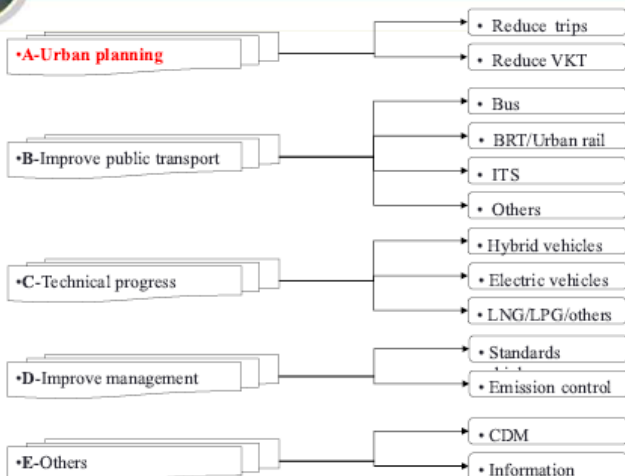 •A-Urban planning
• Reduce trips
• Reduce VKT
•B-Improve public transport
• Bus
• BRT/Urban rail
• ITS
• Others
•C-Technical progress
• Hybrid vehicles
• Electric vehicles
• LNG/LPG/others
•D-Improve management
• Standards
• Emission control
•E-Others
• CDM
• Information